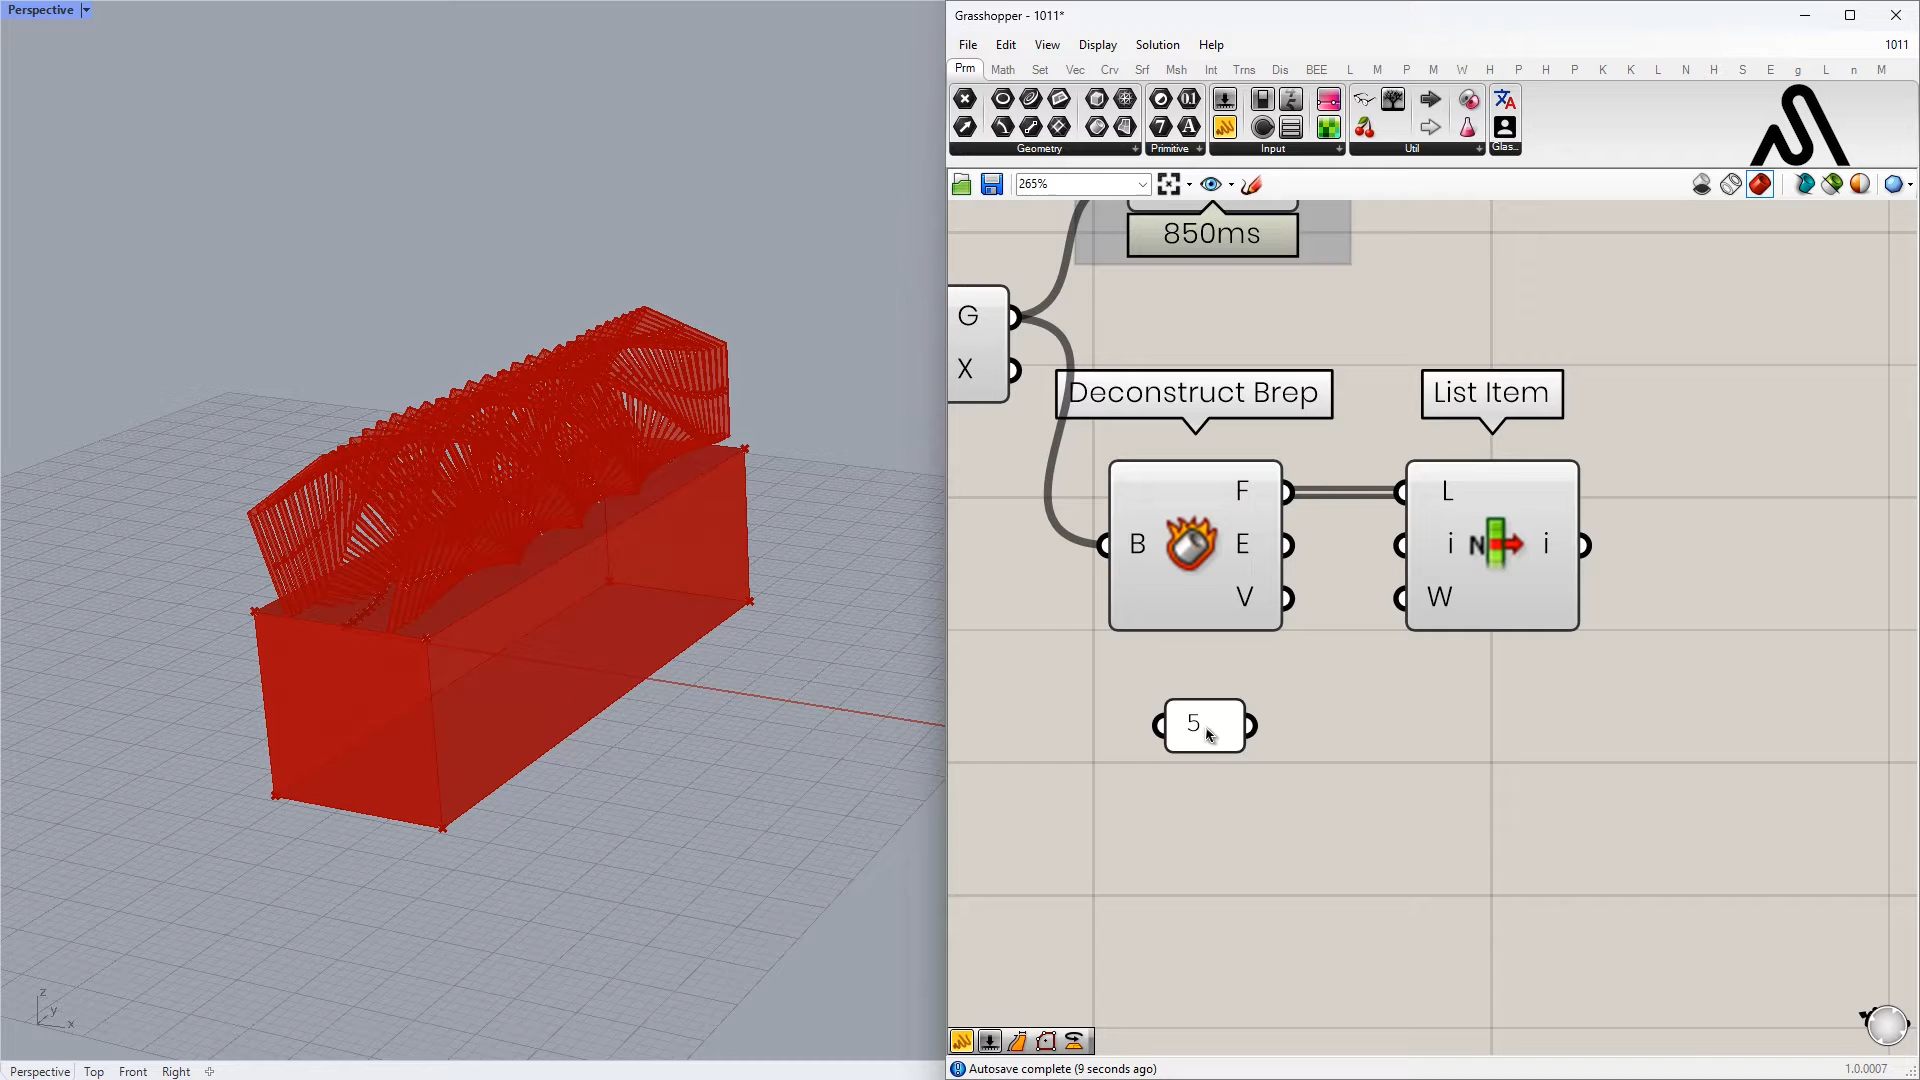 Perspective
Grasshopper - 1011*
File Edit View Display Solution Help 1011
Prm Math Set Vec Crv Srf Msh Int Trns Dis BEE L M P M W H P H P K K L N H S E g L n M
Geometry Primitive Input Util Glas...
265%
850ms
G
X
Deconstruct Brep
List Item
F
E
V
B
L
i
W
N
i
5
z
y
x
Perspective Top Front Right
Autosave complete (9 seconds ago) 1.0.0007